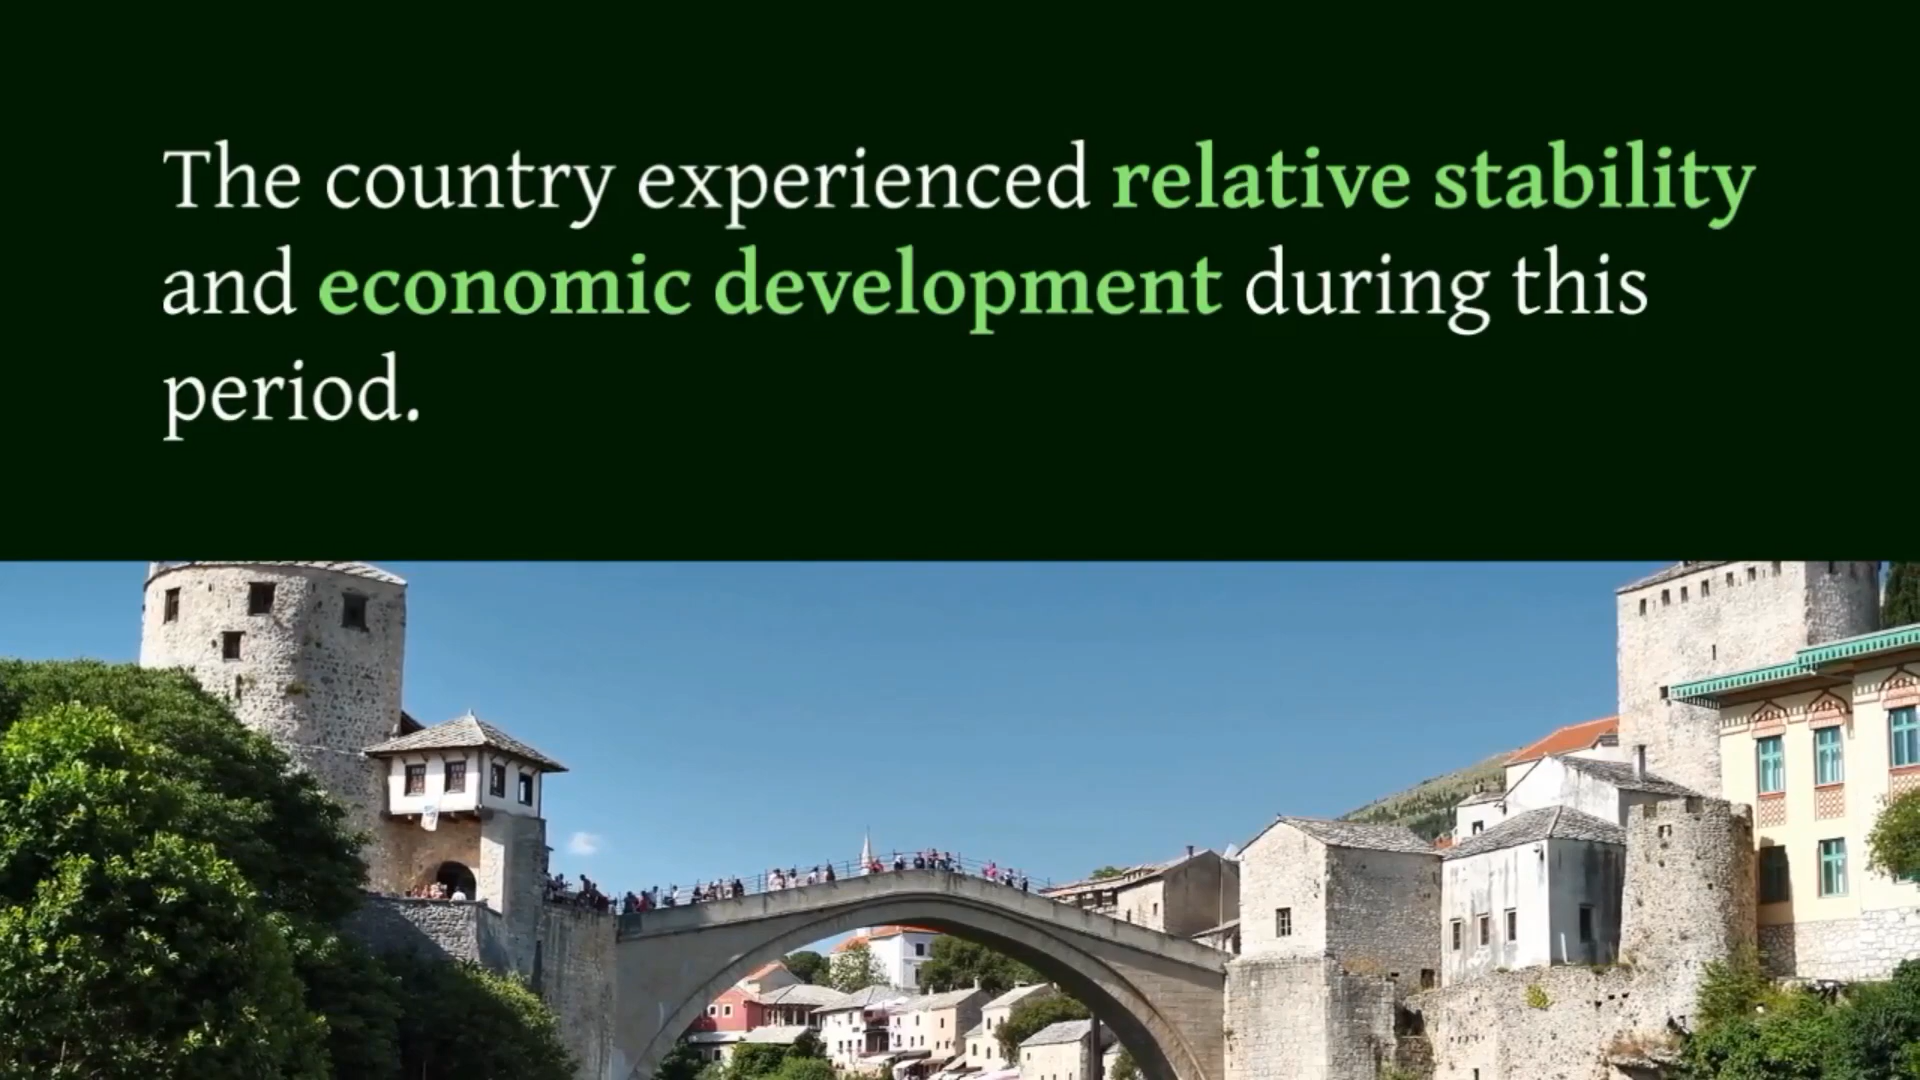 The country experienced relative stability
and economic development during this
period.